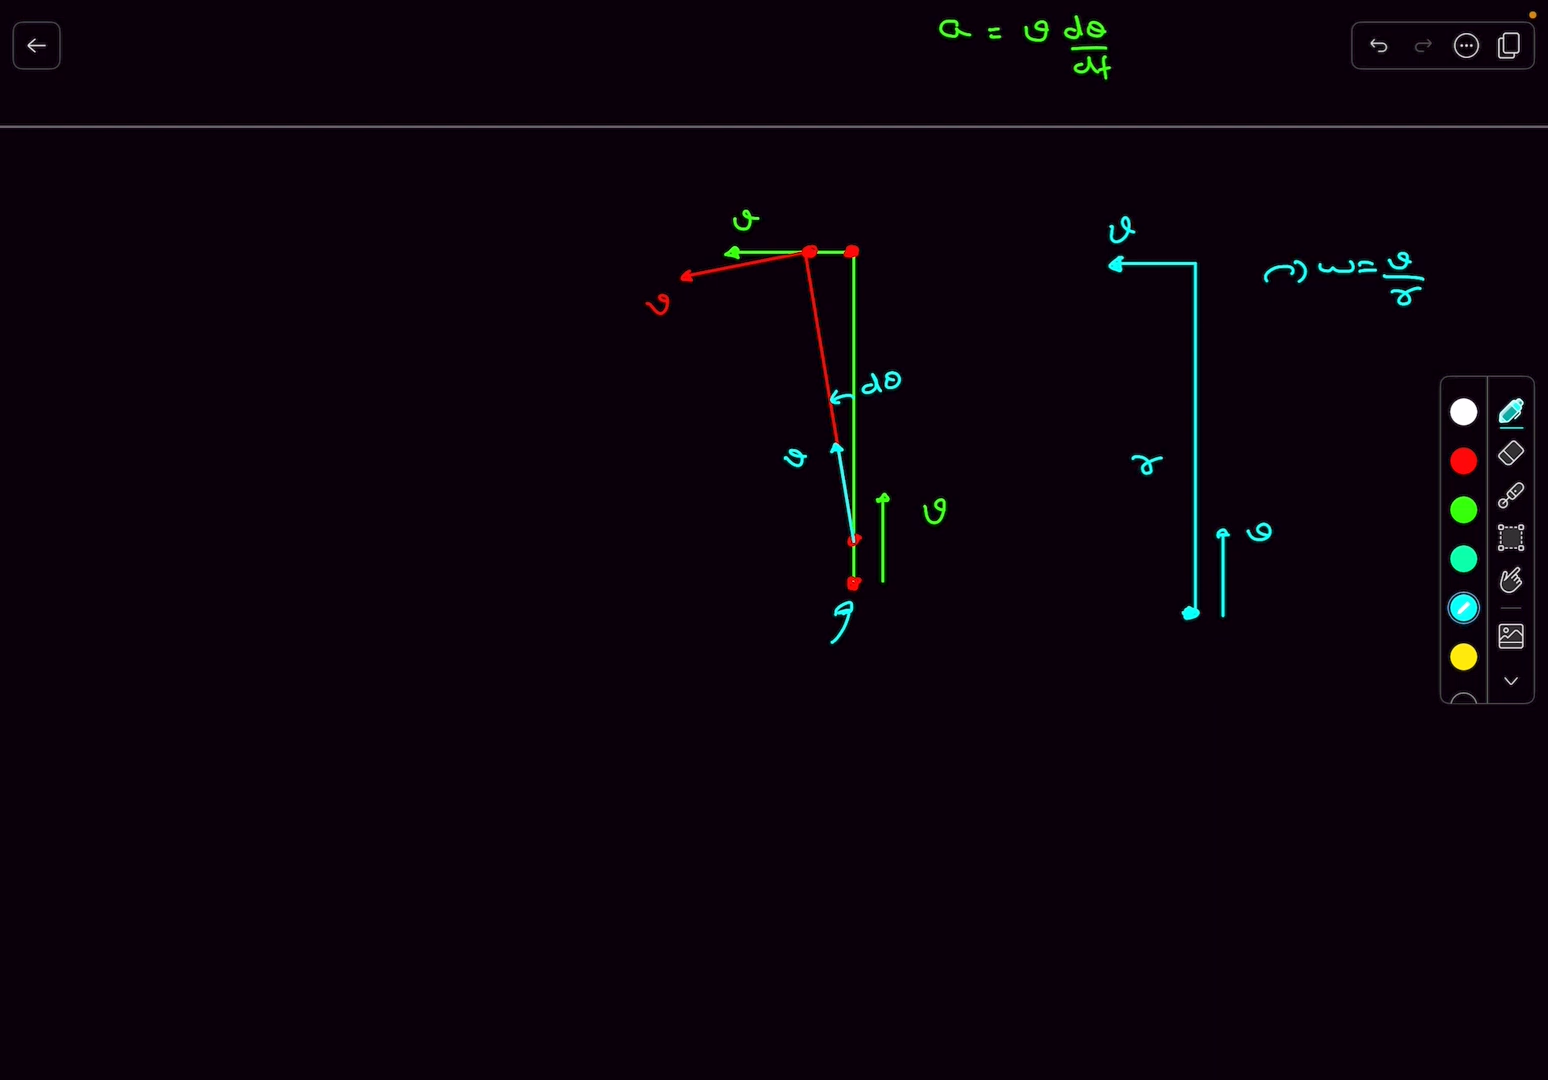 a = v dθ/dt
v
v
ω = v/r
v
dθ
v
r
v
v